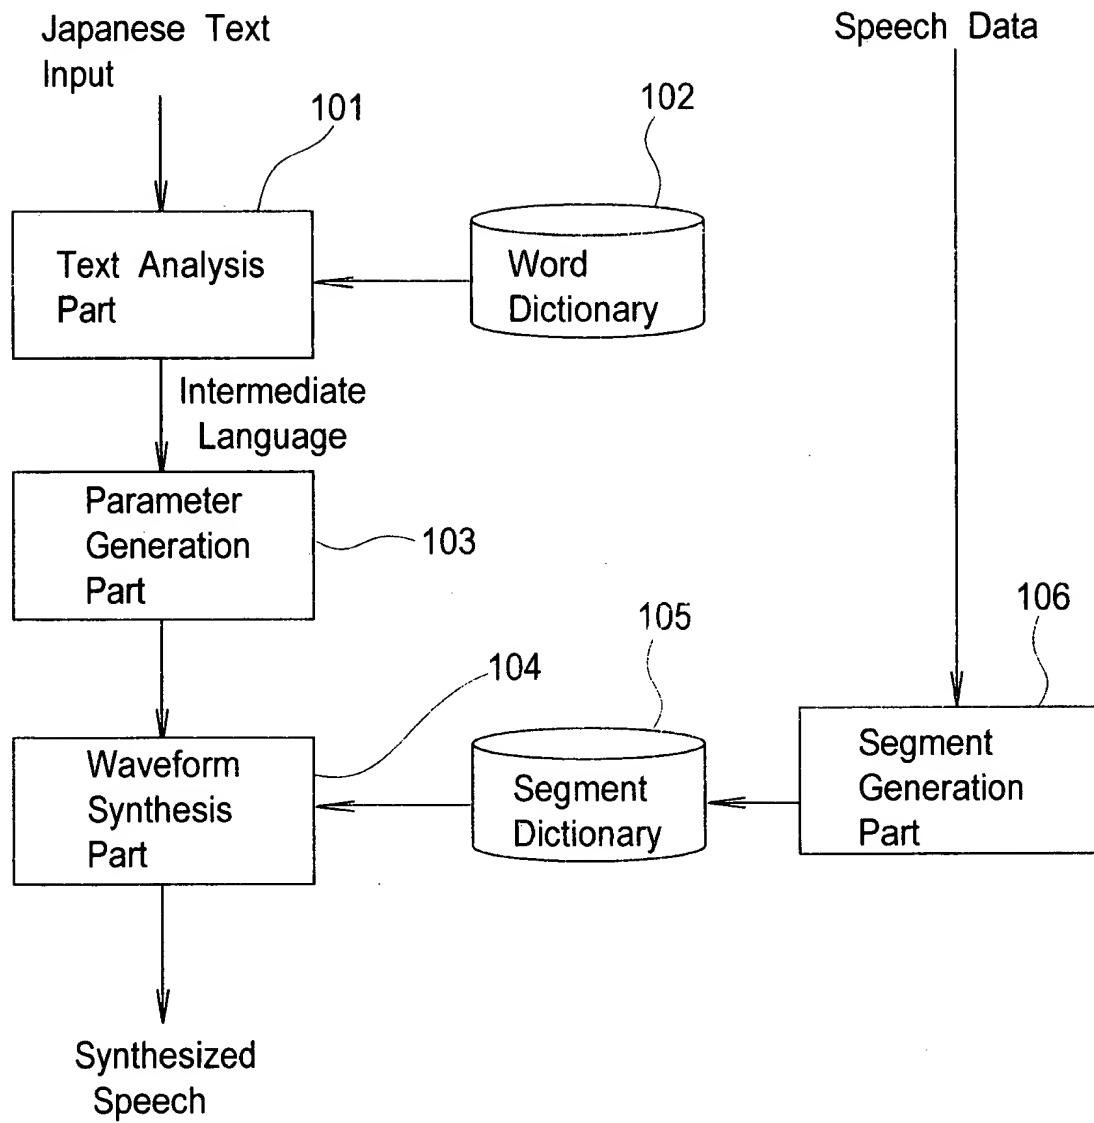 Japanese Text
Input
Speech Data
101
102
Text Analysis
Part
Word
Dictionary
Intermediate
Language
Parameter
Generation
Part
103
105
106
104
Waveform
Synthesis
Part
Segment
Dictionary
Segment
Generation
Part
Synthesized
Speech